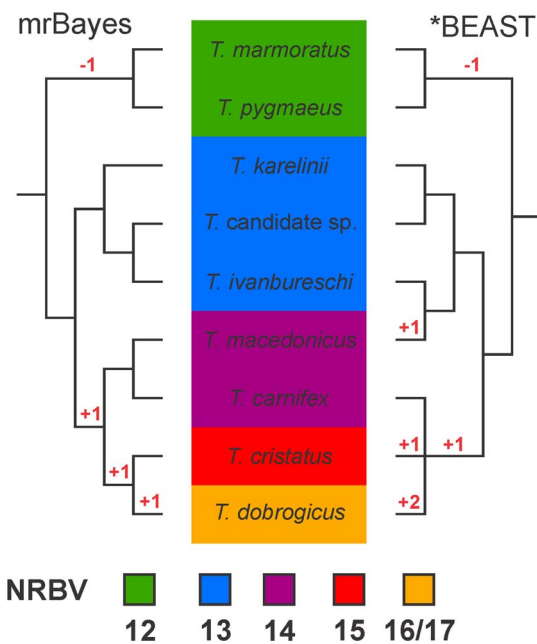 mrBayes
*BEAST
-1
-1
T. marmoratus
T. pygmaeus
T. karelinii
T. candidate sp.
T. ivanbureschi
+1
T. macedonicus
T. carnifex
+1
+1
+1
T. cristatus
+1
+1
+2
T. dobrogicus
NRBV
12 13 14 15 16/17